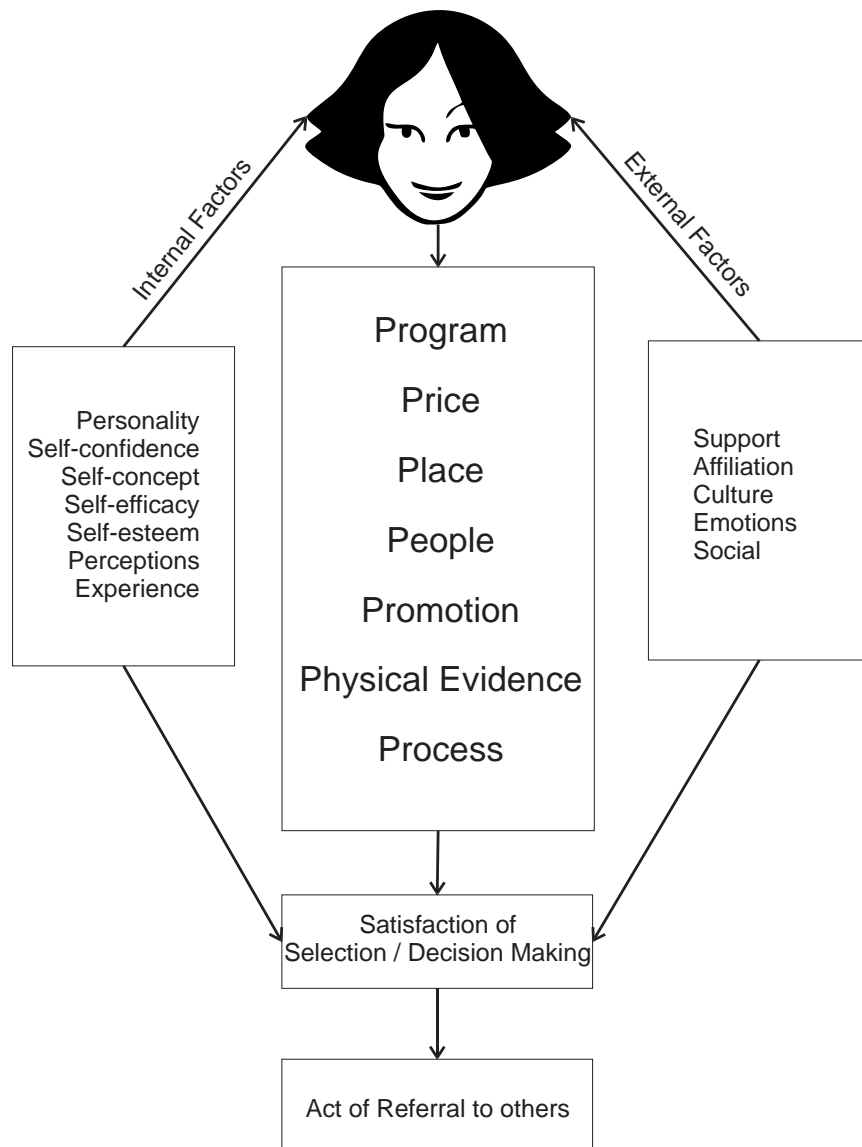 Internal Factors
External Factors
Personality
Self-confidence
Self-concept
Self-efficacy
Self-esteem
Perceptions
Experience
Program
Price
Place
People
Promotion
Physical Evidence
Process
Support
Affiliation
Culture
Emotions
Social
Satisfaction of
Selection / Decision Making
Act of Referral to others